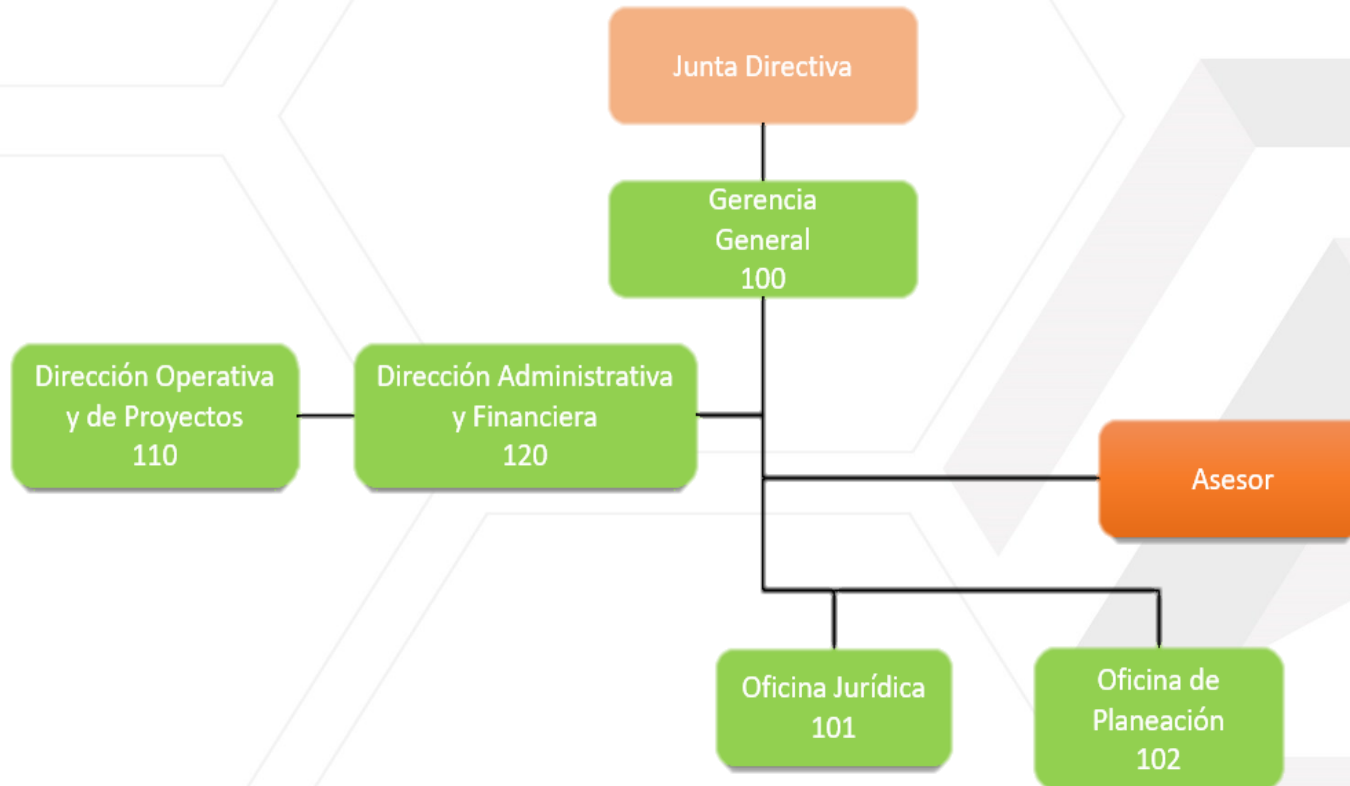 Junta Directiva
Gerencia
General
100
Dirección Operativa
y de Proyectos
110
Dirección Administrativa
y Financiera
120
Asesor
Oficina Jurídica
101
Oficina de
Planeación
102